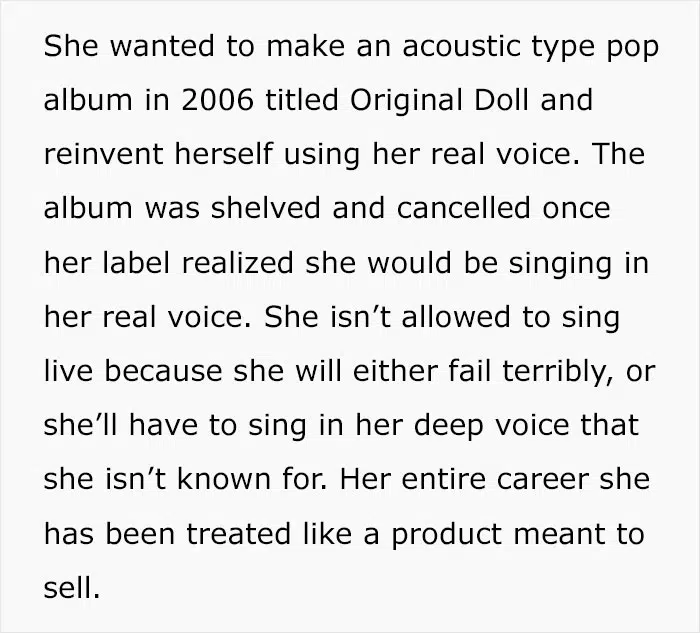 She wanted to make an acoustic type pop
album in 2006 titled Original Doll and
reinvent herself using her real voice. The
album was shelved and cancelled once
her label realized she would be singing in
her real voice. She isn’t allowed to sing
live because she will either fail terribly, or
she’ll have to sing in her deep voice that
she isn’t known for. Her entire career she
has been treated like a product meant to
sell.